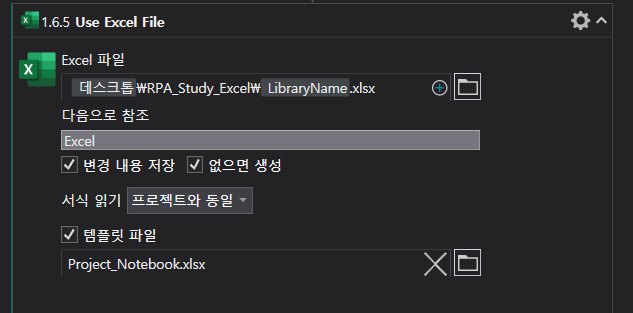 1.6.5 Use Excel File
Excel 파일
데스크톱￦RPA_Study_Excel￦ LibraryName .xlsx
다음으로 참조
Excel
변경 내용 저장 없으면 생성
서식 읽기 프로젝트와 동일
템플릿 파일
Project_Notebook.xlsx